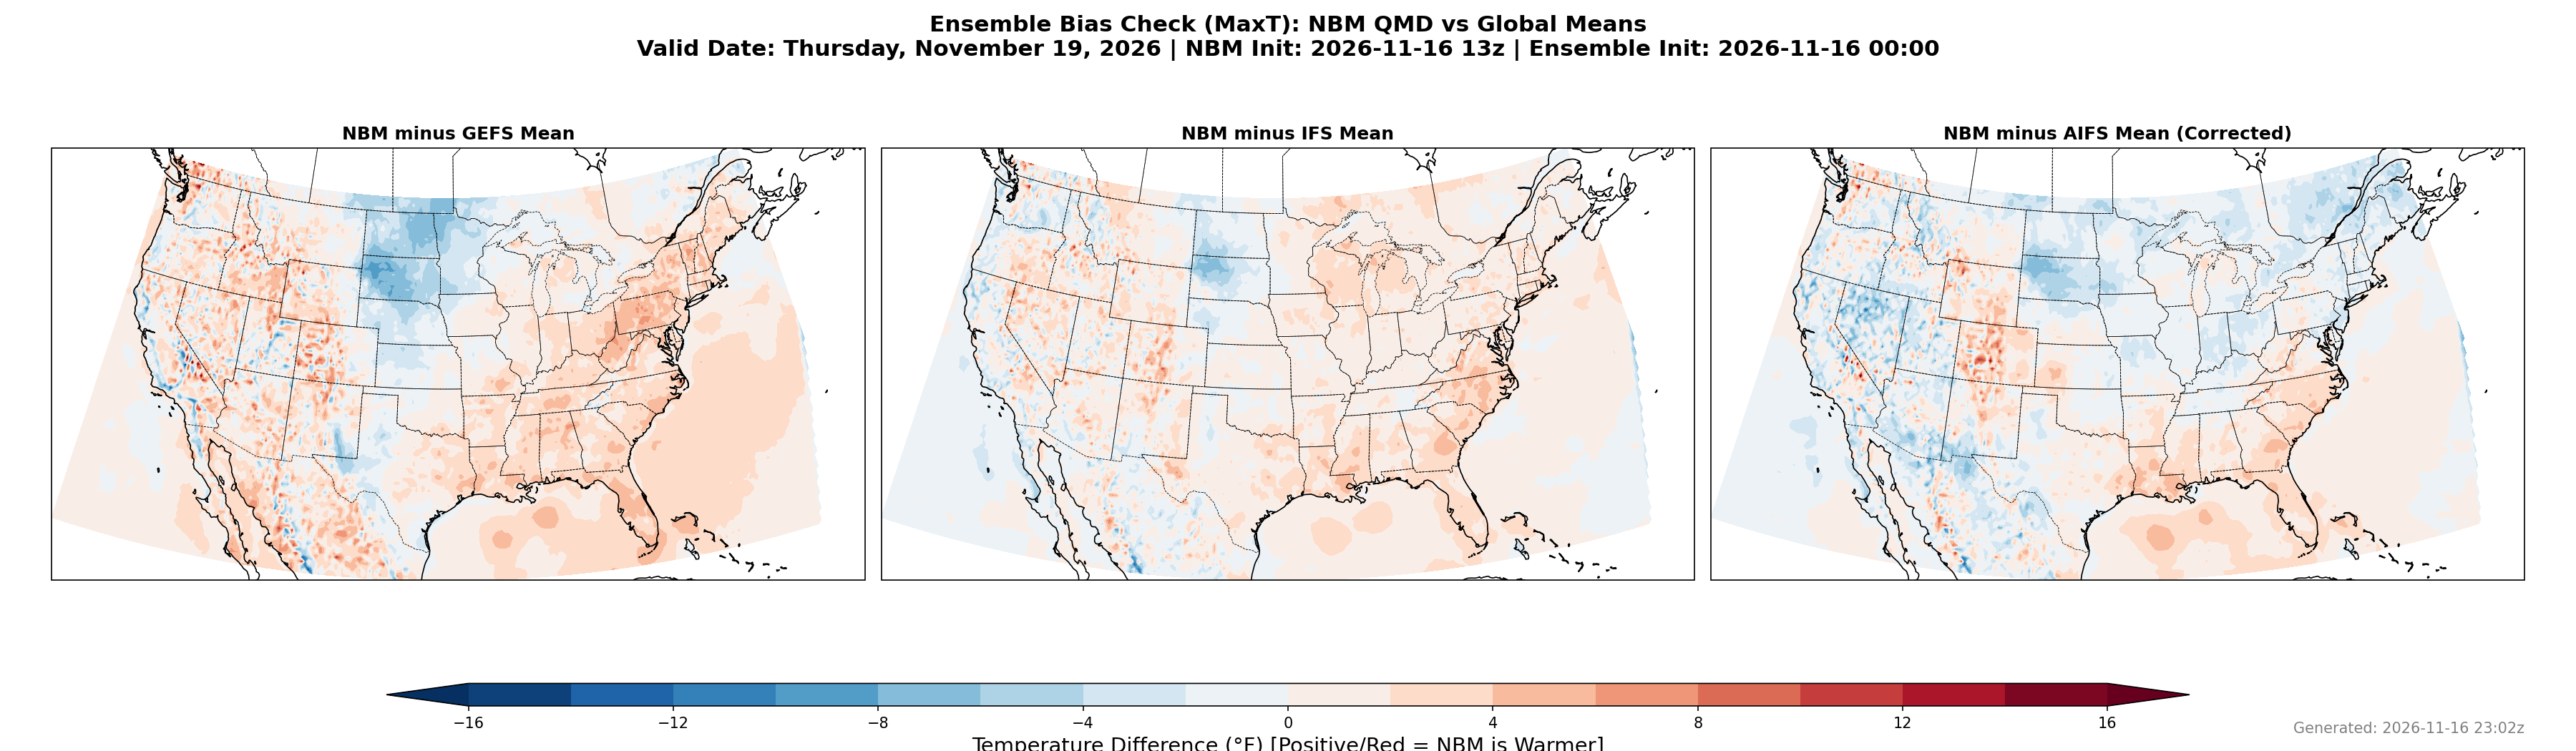 Ensemble Bias Check (MaxT): NBM QMD vs Global Means
Valid Date: Thursday, November 19, 2026 | NBM Init: 2026-11-16 13z | Ensemble Init: 2026-11-16 00:00
NBM minus GEFS Mean
NBM minus IFS Mean
NBM minus AIFS Mean (Corrected)
−16 −12 −8 −4 0 4 8 12 16
Temperature Difference (°F) [Positive/Red = NBM is Warmer]
Generated: 2026-11-16 23:02z